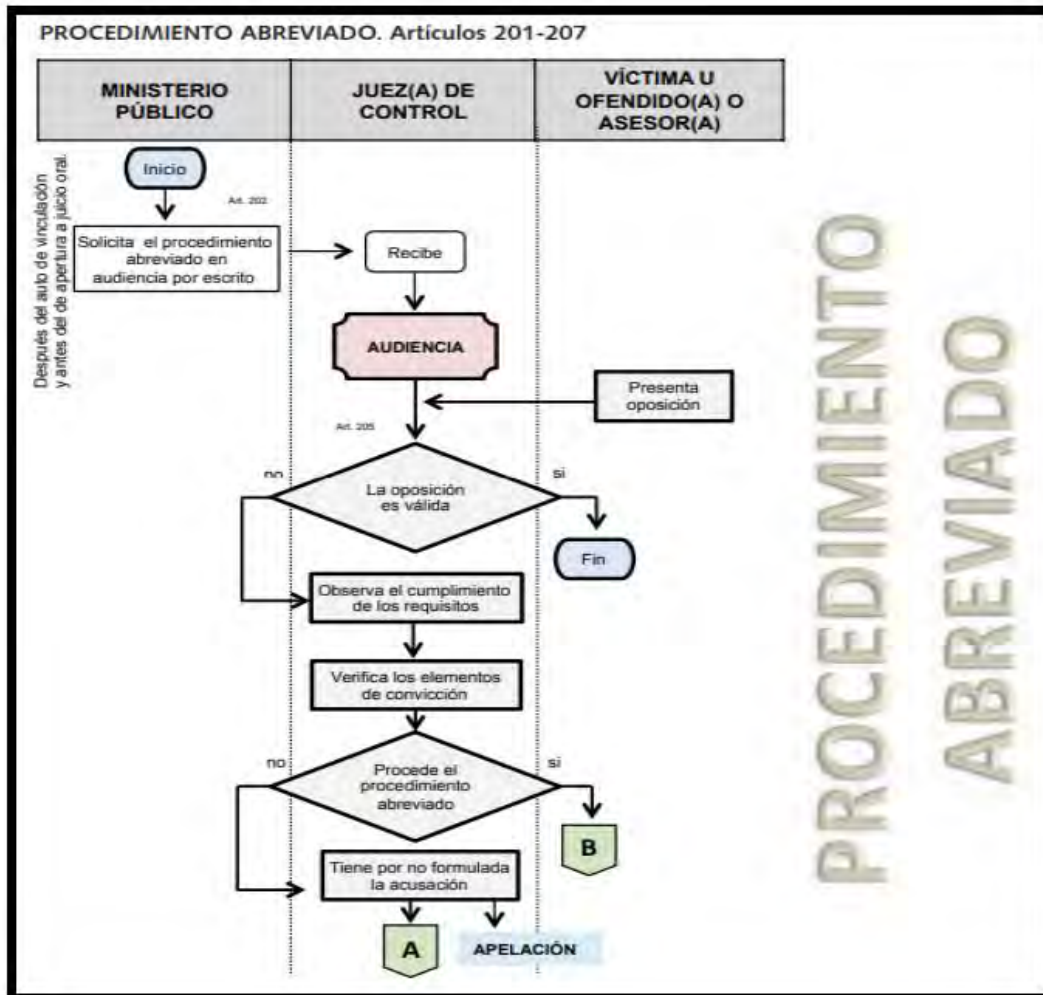 PROCEDIMIENTO ABREVIADO. Artículos 201-207
MINISTERIO
PÚBLICO
JUEZ(A) DE
CONTROL
VÍCTIMA U
OFENDIDO(A) O
ASESOR(A)
Después del auto de vinculación
y antes del de apertura a juicio oral.
Inicio
Art. 202
Solicita el procedimiento
abreviado en
audiencia por escrito
Recibe
AUDIENCIA
Presenta
oposición
Art. 205
no
si
La oposición
es válida
Fin
Observa el cumplimiento
de los requisitos
Verifica los elementos
de convicción
no
si
Procede el
procedimiento
abreviado
B
Tiene por no formulada
la acusación
A
APELACIÓN
PROCEDIMIENTO
ABREVIADO